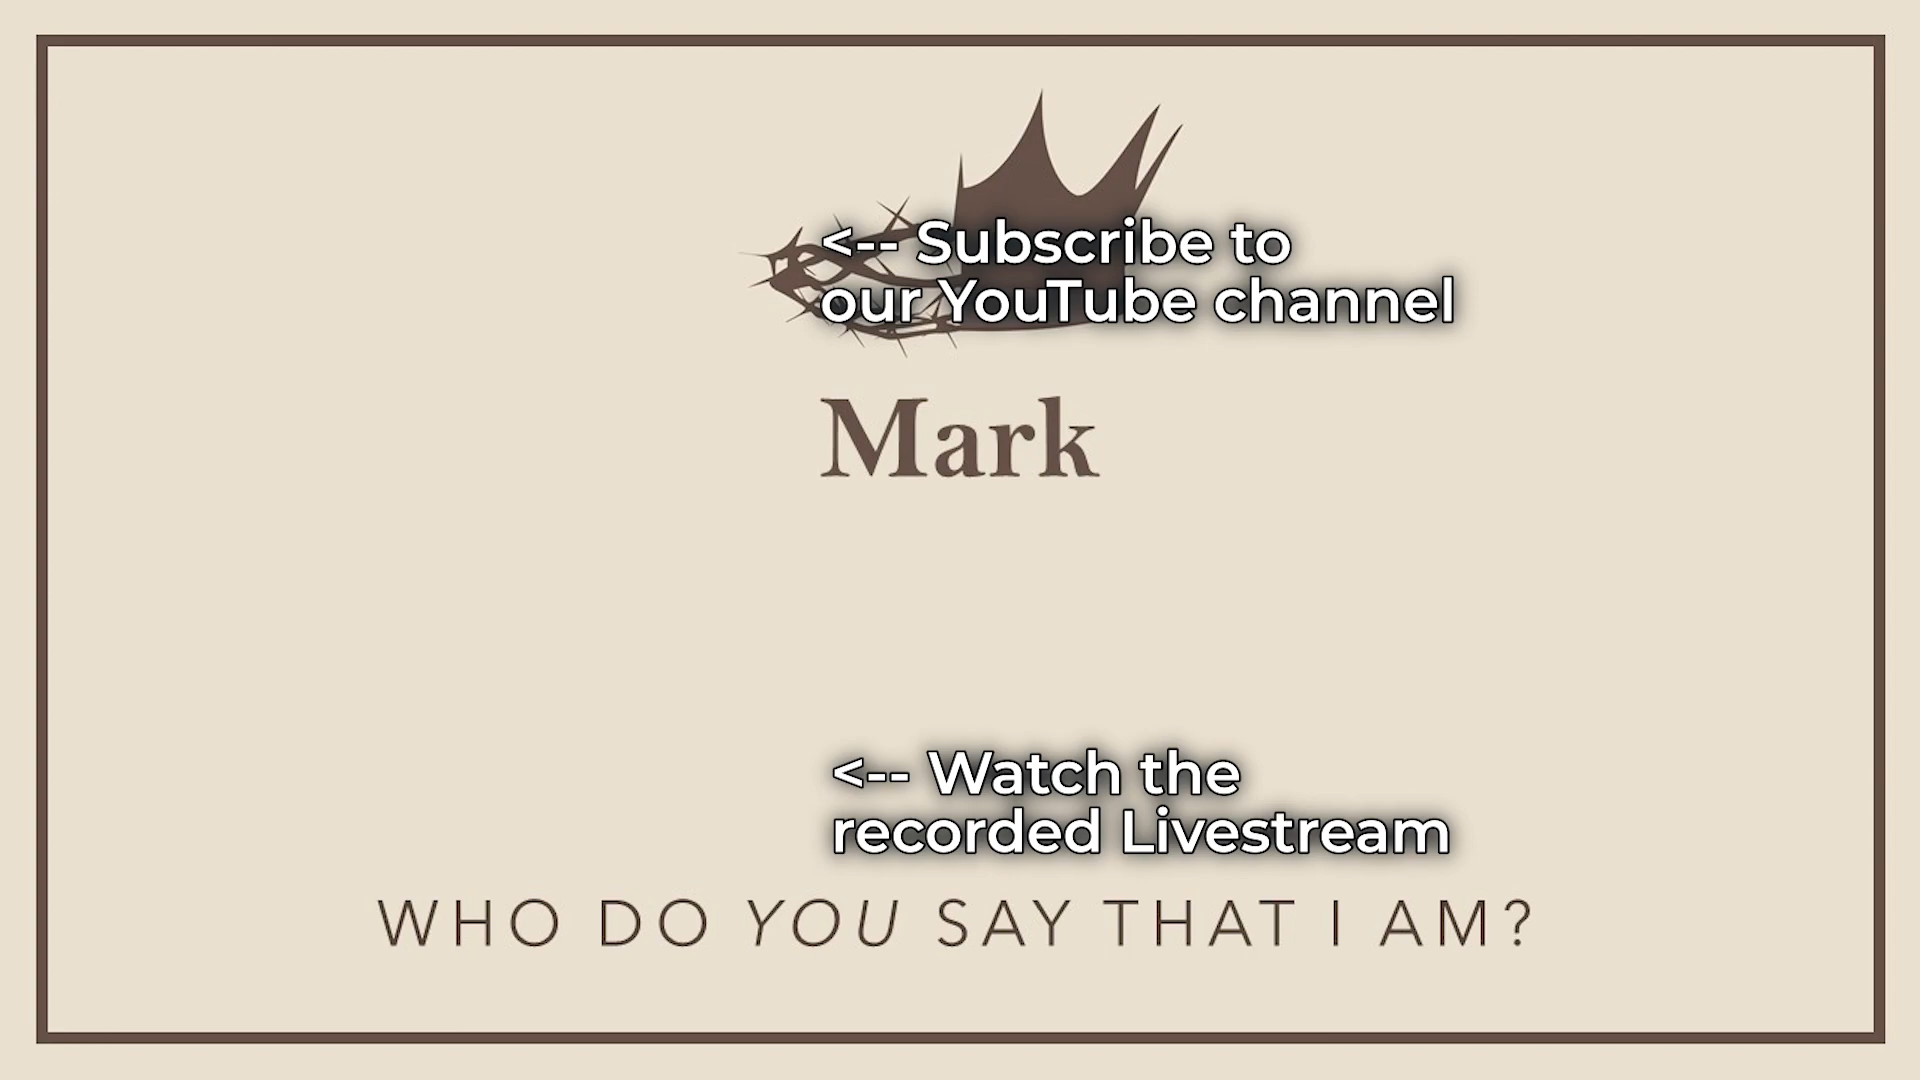 <-- Subscribe to
our YouTube channel
Mark
<-- Watch the
recorded Livestream
WHO DO YOU SAY THAT I AM?